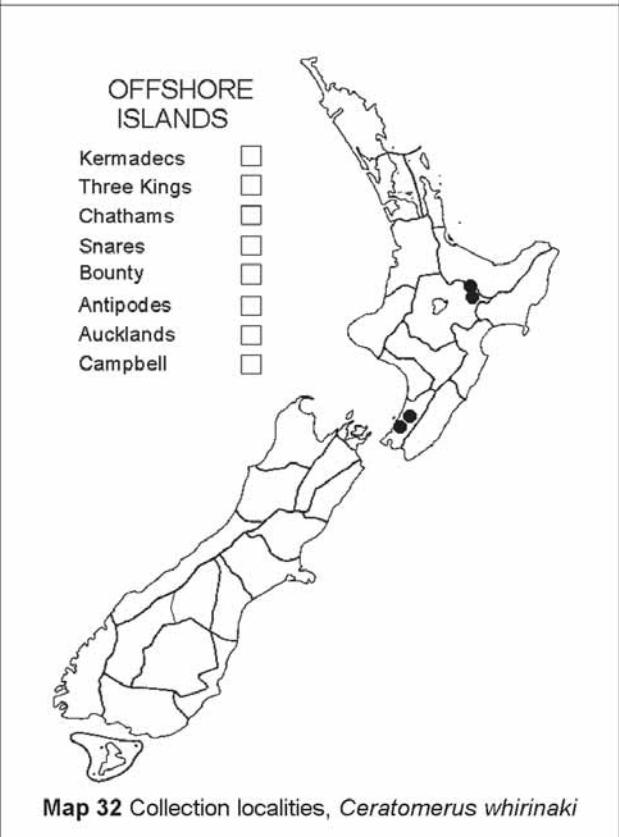 OFFSHORE
ISLANDS
Kermadecs
Three Kings
Chathams
Snares
Bounty
Antipodes
Aucklands
Campbell
Map 32 Collection localities, Ceratomerus whirinaki